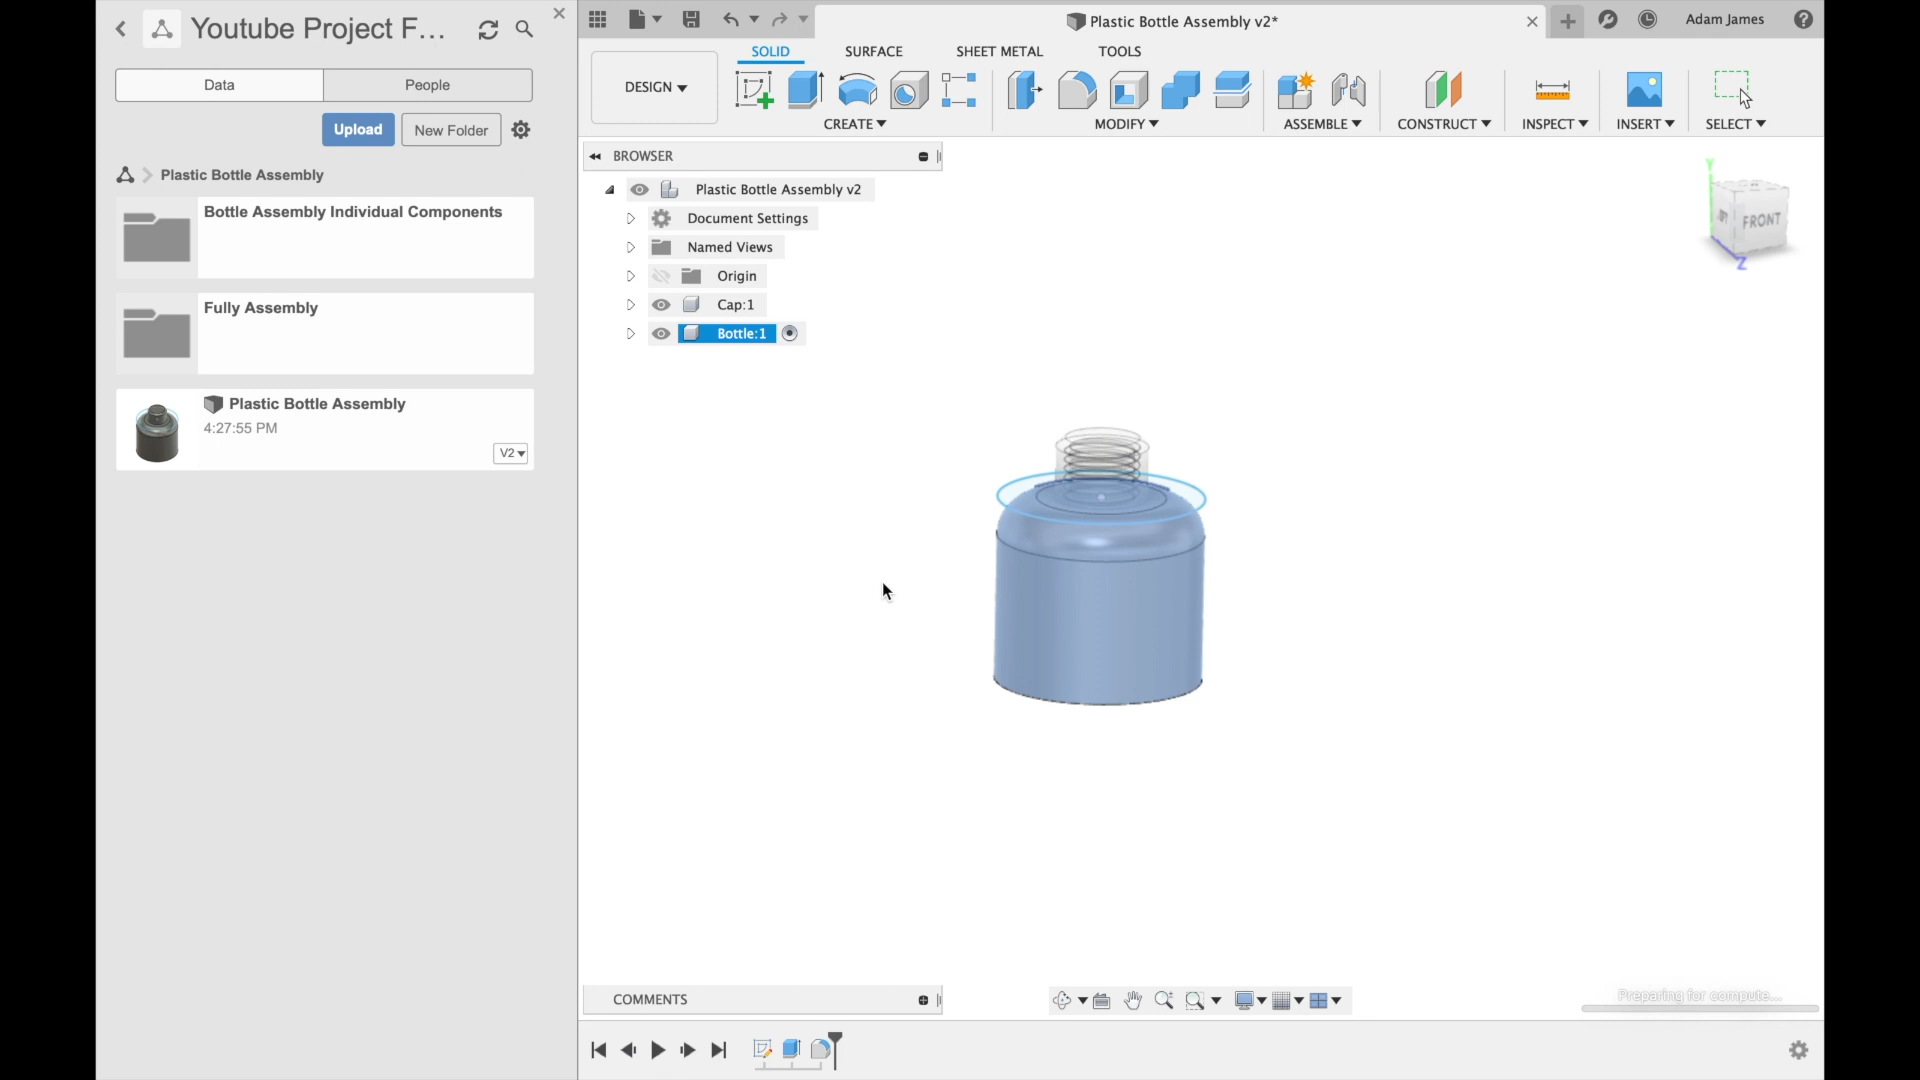 Youtube Project F...
Data
People
Upload
New Folder
Plastic Bottle Assembly
Bottle Assembly Individual Components
Fully Assembly
Plastic Bottle Assembly
4:27:55 PM
V2
Plastic Bottle Assembly v2*
Adam James
DESIGN
SOLID
SURFACE
SHEET METAL
TOOLS
CREATE
MODIFY
ASSEMBLE
CONSTRUCT
INSPECT
INSERT
SELECT
BROWSER
Plastic Bottle Assembly v2
Document Settings
Named Views
Origin
Cap:1
Bottle:1
Y
FRONT
Z
COMMENTS
Preparing for compute...